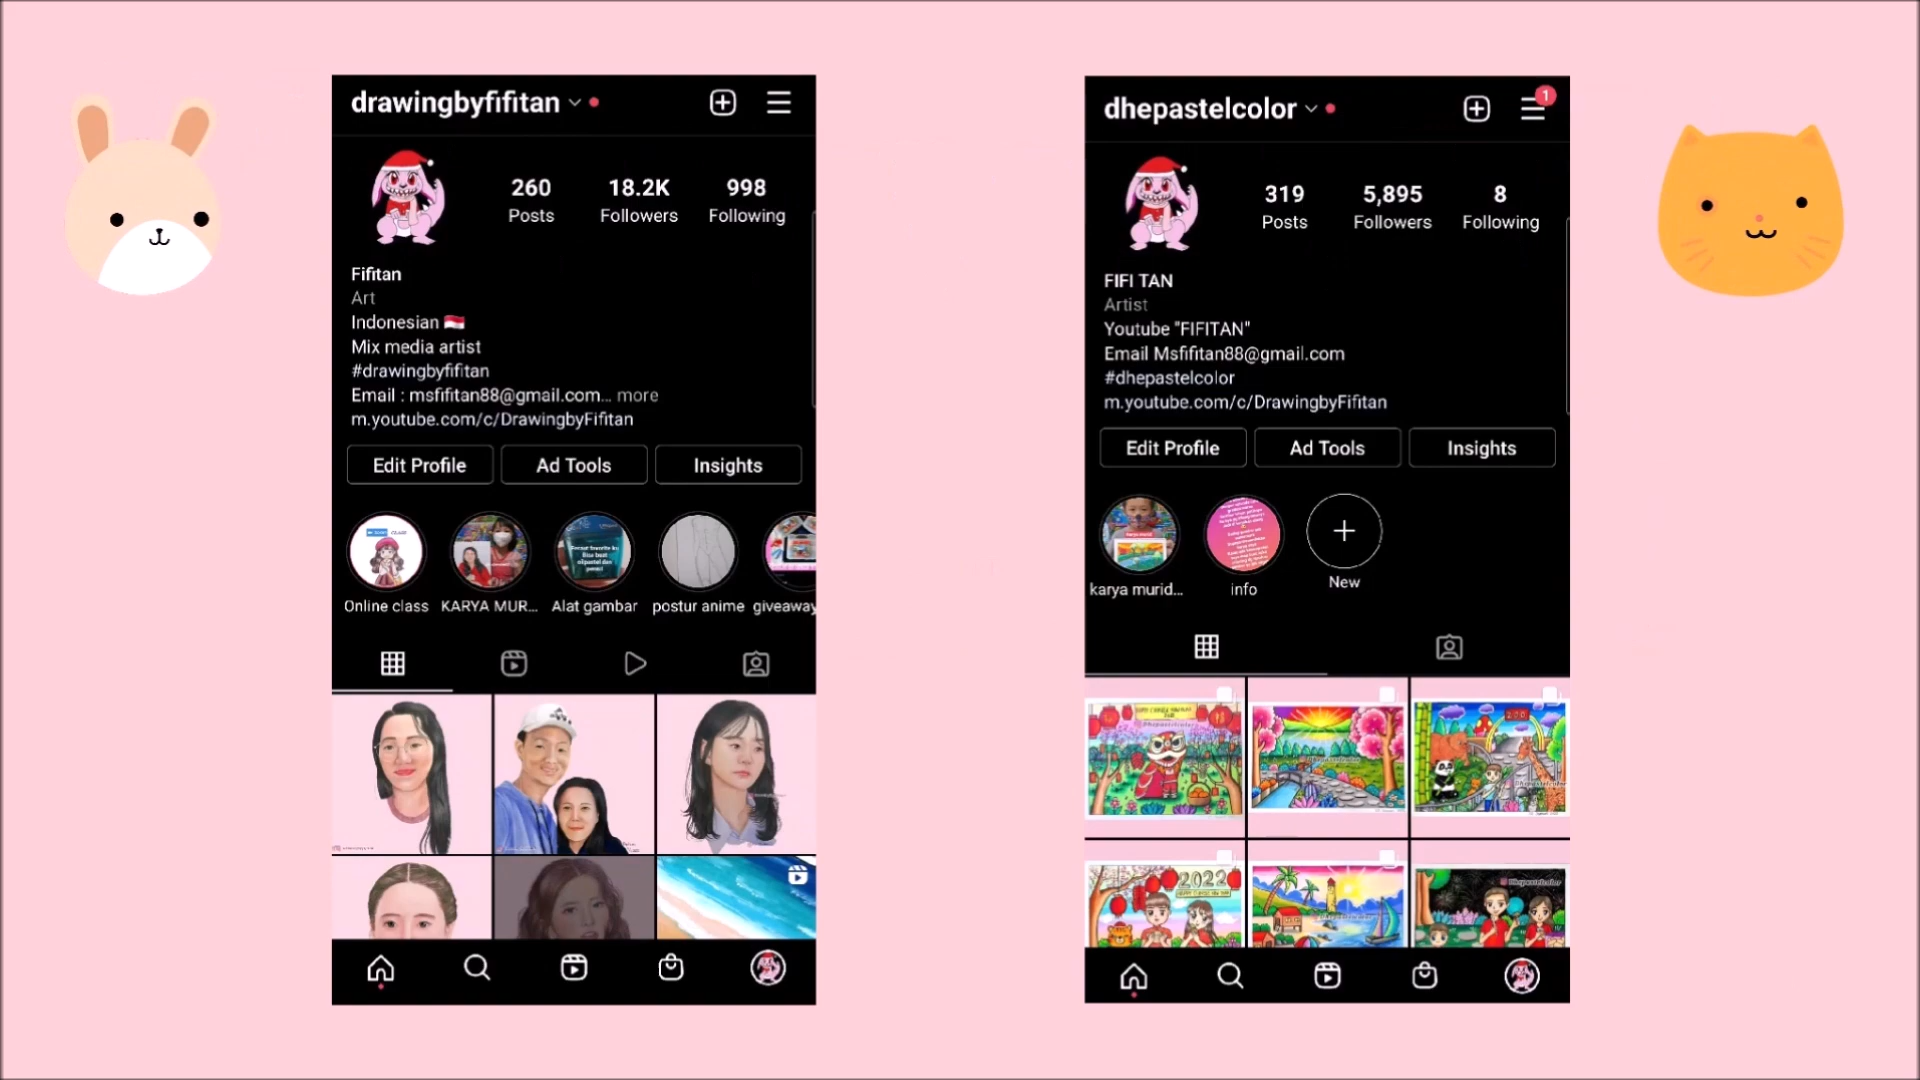 drawingbyfifitan
260
18.2K
998
Posts
Followers
Following
Fifitan
Art
Indonesian 🇮🇩
Mix media artist
#drawingbyfifitan
Email : msfifitan88@gmail.com... more
m.youtube.com/c/DrawingbyFifitan
Edit Profile
Ad Tools
Insights
Online class
KARYA MUR...
Alat gambar
postur anime
giveaway
dhepastelcolor
1
319
5,895
8
Posts
Followers
Following
FIFI TAN
Artist
Youtube "FIFITAN"
Email Msfifitan88@gmail.com
#dhepastelcolor
m.youtube.com/c/DrawingbyFifitan
Edit Profile
Ad Tools
Insights
karya murid...
info
New
2022